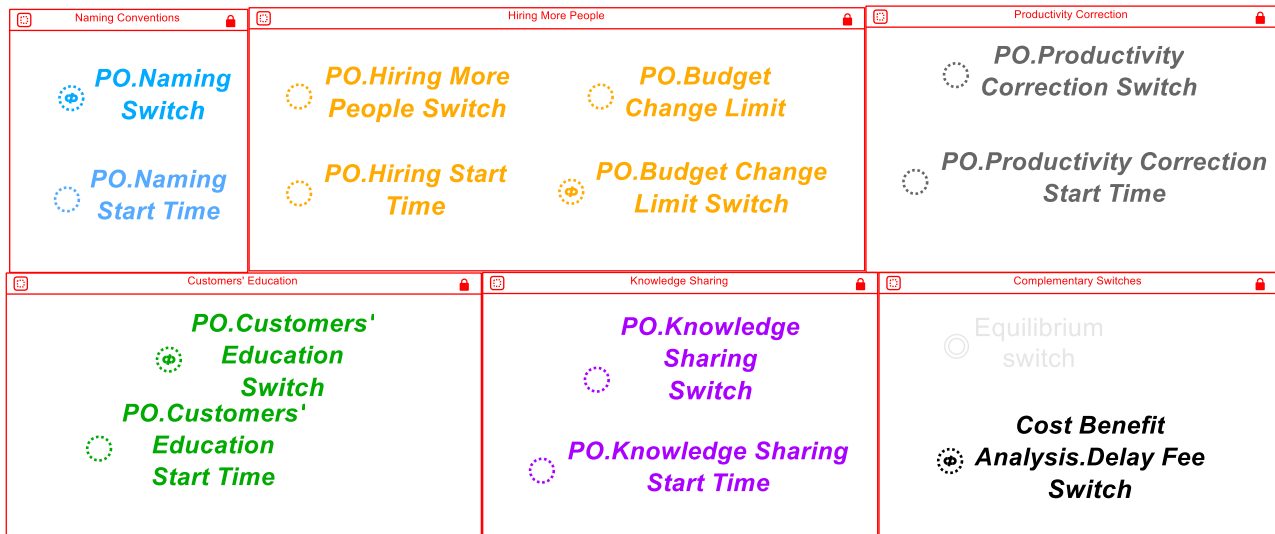 Naming Conventions
PO.Naming
Switch
PO.Naming
Start Time
Hiring More People
PO.Hiring More
People Switch
PO.Budget
Change Limit
PO.Hiring Start
Time
PO.Budget Change
Limit Switch
Productivity Correction
PO.Productivity
Correction Switch
PO.Productivity Correction
Start Time
Customers' Education
PO.Customers'
Education
Switch
PO.Customers'
Education
Start Time
Knowledge Sharing
PO.Knowledge
Sharing
Switch
PO.Knowledge Sharing
Start Time
Complementary Switches
Equilibrium
switch
Cost Benefit
Analysis.Delay Fee
Switch